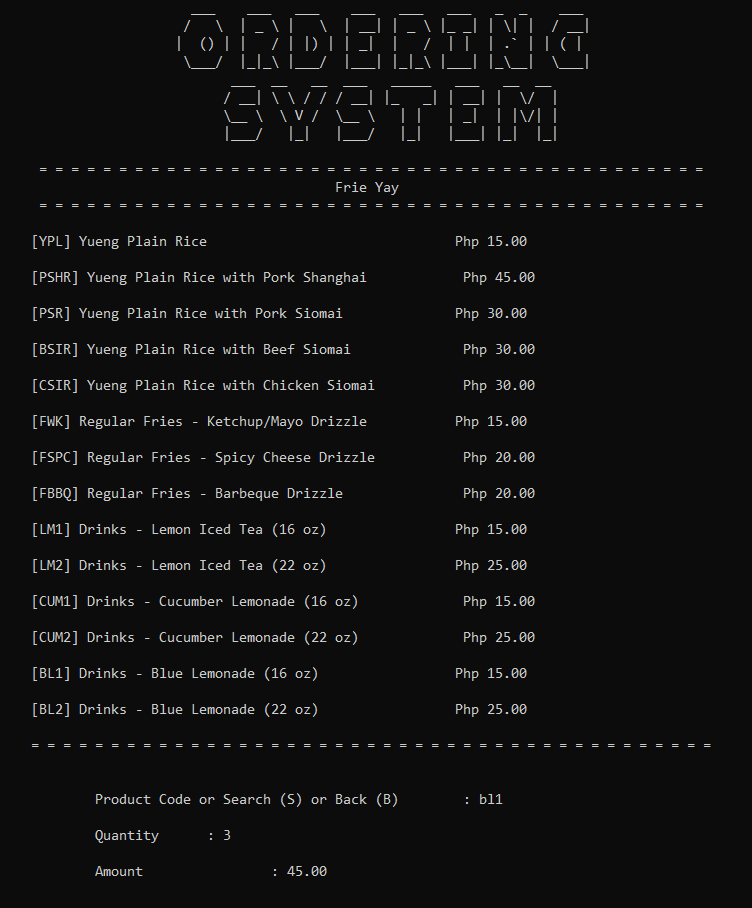 ORDERING
SYSTEM
= = = = = = = = = = = = = = = = = = = = = = = = = = = = = = = = = = = = = = = = = =
Frie Yay
= = = = = = = = = = = = = = = = = = = = = = = = = = = = = = = = = = = = = = = = = =
[YPL] Yueng Plain Rice Php 15.00
[PSHR] Yueng Plain Rice with Pork Shanghai Php 45.00
[PSR] Yueng Plain Rice with Pork Siomai Php 30.00
[BSIR] Yueng Plain Rice with Beef Siomai Php 30.00
[CSIR] Yueng Plain Rice with Chicken Siomai Php 30.00
[FWK] Regular Fries - Ketchup/Mayo Drizzle Php 15.00
[FSPC] Regular Fries - Spicy Cheese Drizzle Php 20.00
[FBBQ] Regular Fries - Barbeque Drizzle Php 20.00
[LM1] Drinks - Lemon Iced Tea (16 oz) Php 15.00
[LM2] Drinks - Lemon Iced Tea (22 oz) Php 25.00
[CUM1] Drinks - Cucumber Lemonade (16 oz) Php 15.00
[CUM2] Drinks - Cucumber Lemonade (22 oz) Php 25.00
[BL1] Drinks - Blue Lemonade (16 oz) Php 15.00
[BL2] Drinks - Blue Lemonade (22 oz) Php 25.00
= = = = = = = = = = = = = = = = = = = = = = = = = = = = = = = = = = = = = = = = = = =
Product Code or Search (S) or Back (B) : bl1
Quantity : 3
Amount : 45.00